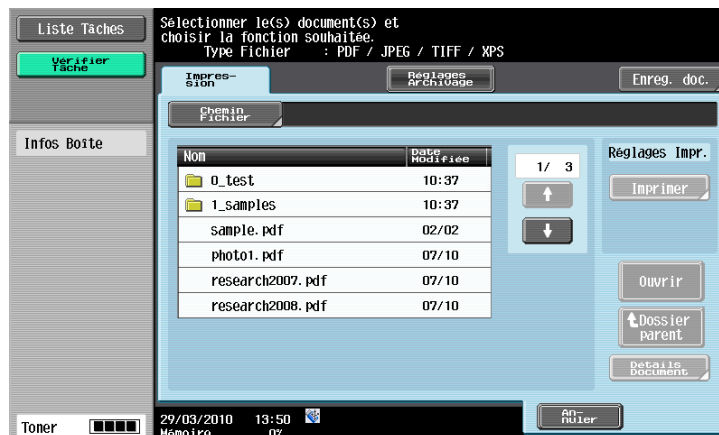 Liste Tâches
Vérifier
Tâche
Infos Boîte
Toner
Sélectionner le(s) document(s) et
choisir la fonction souhaitée.
Type Fichier : PDF / JPEG / TIFF / XPS
Impres-
sion
Réglages
Archivage
Enreg. doc.
Chemin
Fichier
Nom Date
Modifiée
0_test 10:37
1_samples 10:37
sample.pdf 02/02
photo1.pdf 07/10
research2007.pdf 07/10
research2008.pdf 07/10
1/ 3
Réglages Impr.
Imprimer
Ouvrir
Dossier
parent
Détails
Document
29/03/2010 13:50
Mémoire 0%
An-
nuler